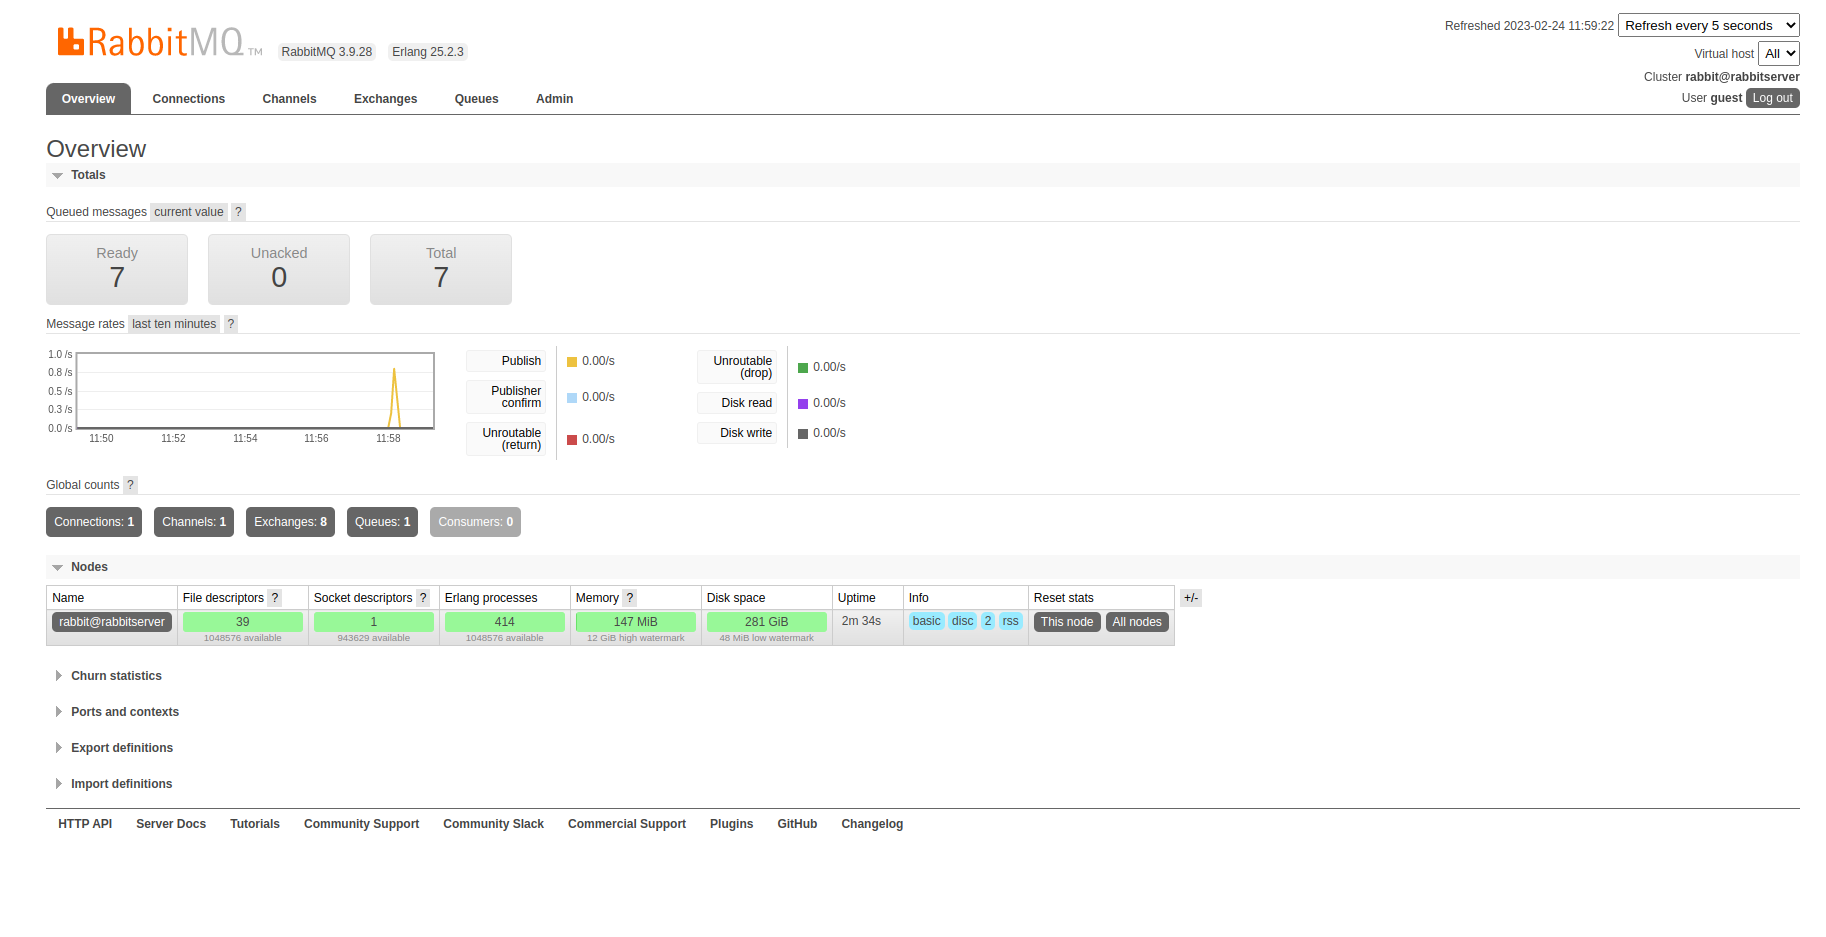 RabbitMQ TM RabbitMQ 3.9.28 Erlang 25.2.3
Refreshed 2023-02-24 11:59:22 Refresh every 5 seconds
Virtual host All
Cluster rabbit@rabbitserver
User guest Log out
Overview Connections Channels Exchanges Queues Admin
Overview
Totals
Queued messages current value ?
Ready Unacked Total
7 0 7
Message rates last ten minutes ?
1.0 /s
0.8 /s
0.5 /s
0.3 /s
0.0 /s
11:50 11:52 11:54 11:56 11:58
Publish 0.00/s
Publisher
confirm 0.00/s
Unroutable
(return) 0.00/s
Unroutable
(drop) 0.00/s
Disk read 0.00/s
Disk write 0.00/s
Global counts ?
Connections: 1 Channels: 1 Exchanges: 8 Queues: 1 Consumers: 0
Nodes
Name File descriptors ? Socket descriptors ? Erlang processes Memory ? Disk space Uptime Info Reset stats +/-
rabbit@rabbitserver 39 1 414 147 MiB 281 GiB 2m 34s basic disc 2 rss This node All nodes
1048576 available 943629 available 1048576 available 12 GiB high watermark 48 MiB low watermark
Churn statistics
Ports and contexts
Export definitions
Import definitions
HTTP API Server Docs Tutorials Community Support Community Slack Commercial Support Plugins GitHub Changelog